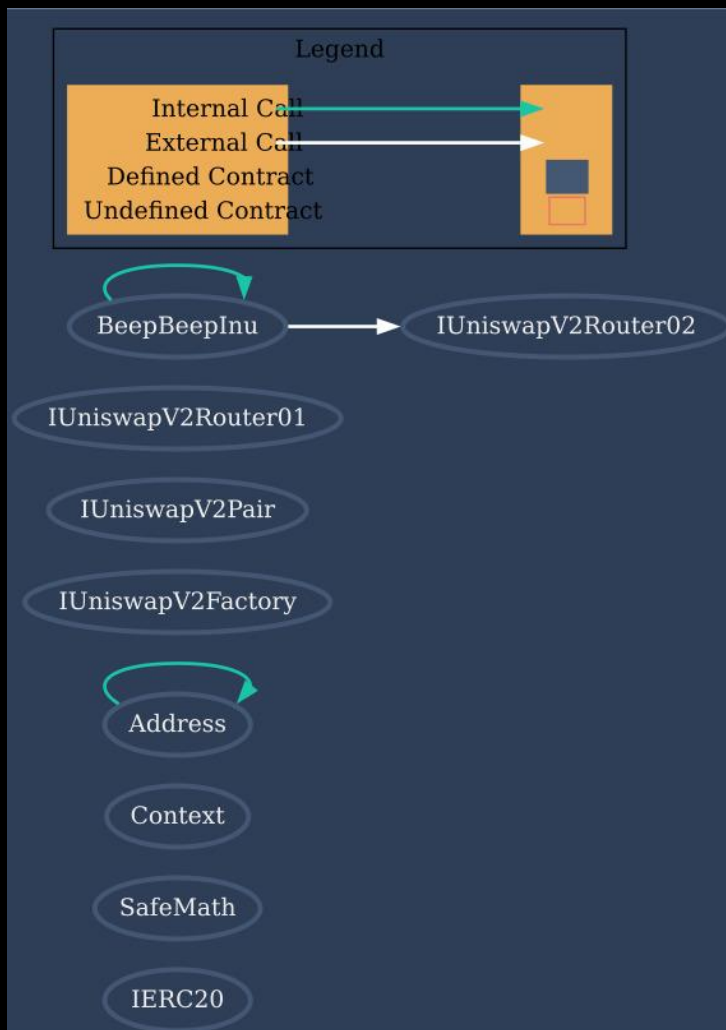 Legend
Internal Call
External Call
Defined Contract
Undefined Contract
BeepBeepInu
IUniswapV2Router02
IUniswapV2Router01
IUniswapV2Pair
IUniswapV2Factory
Address
Context
SafeMath
IERC20